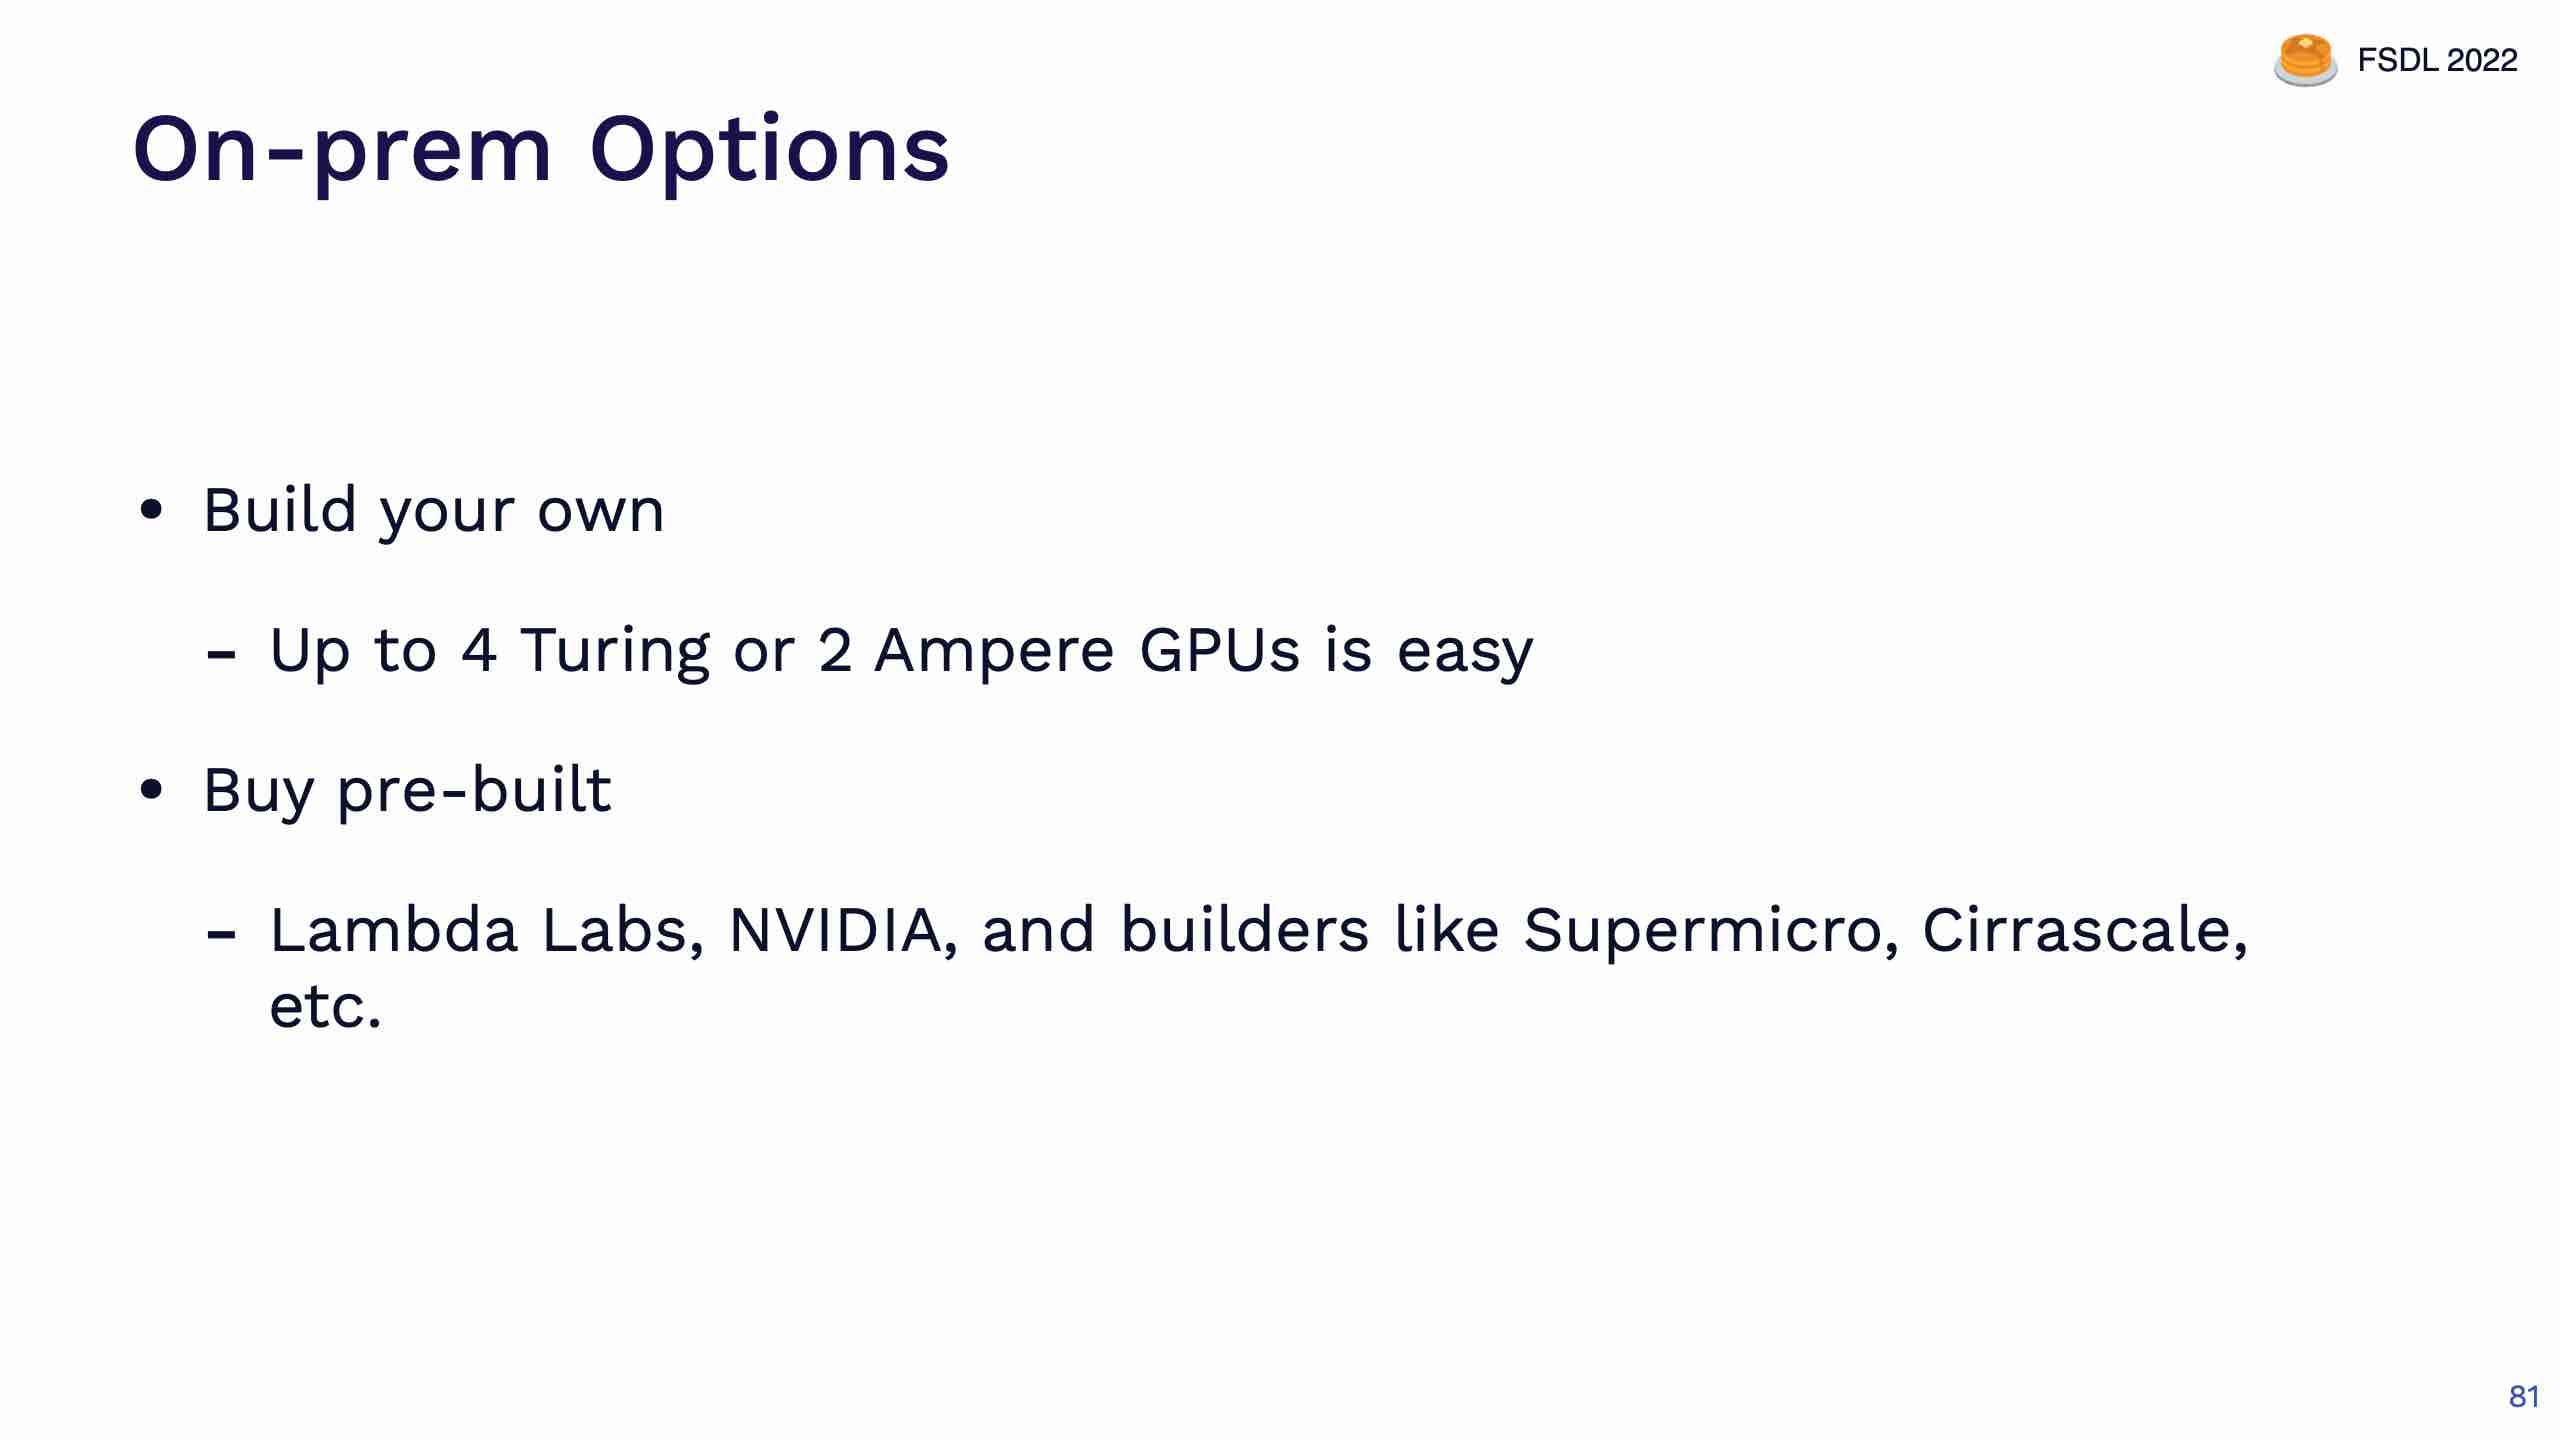 FSDL 2022
On-prem Options
• Build your own
- Up to 4 Turing or 2 Ampere GPUs is easy
• Buy pre-built
- Lambda Labs, NVIDIA, and builders like Supermicro, Cirrascale,
etc.
81